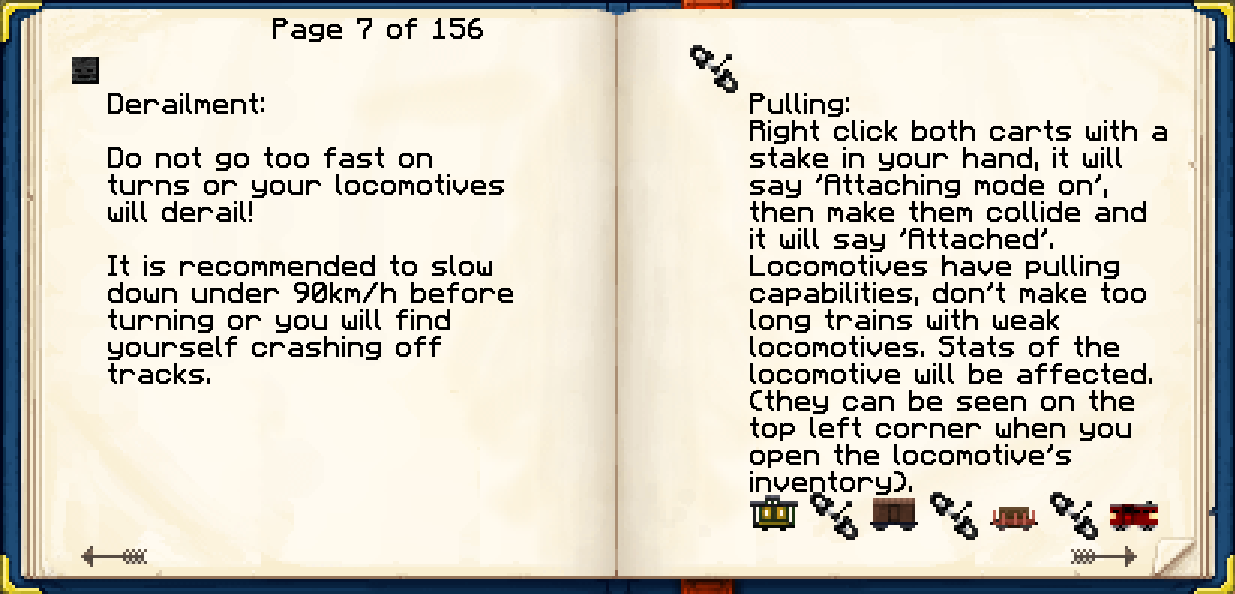 Page 7 of 156
Derailment:
Do not go too fast on
turns or your locomotives
will derail!
It is recommended to slow
down under 90km/h before
turning or you will find
yourself crashing off
tracks.
Pulling:
Right click both carts with a
stake in your hand, it will
say 'Attaching mode on',
then make them collide and
it will say 'Attached'.
Locomotives have pulling
capabilities, don't make too
long trains with weak
locomotives. Stats of the
locomotive will be affected.
(they can be seen on the
top left corner when you
open the locomotive's
inventory).